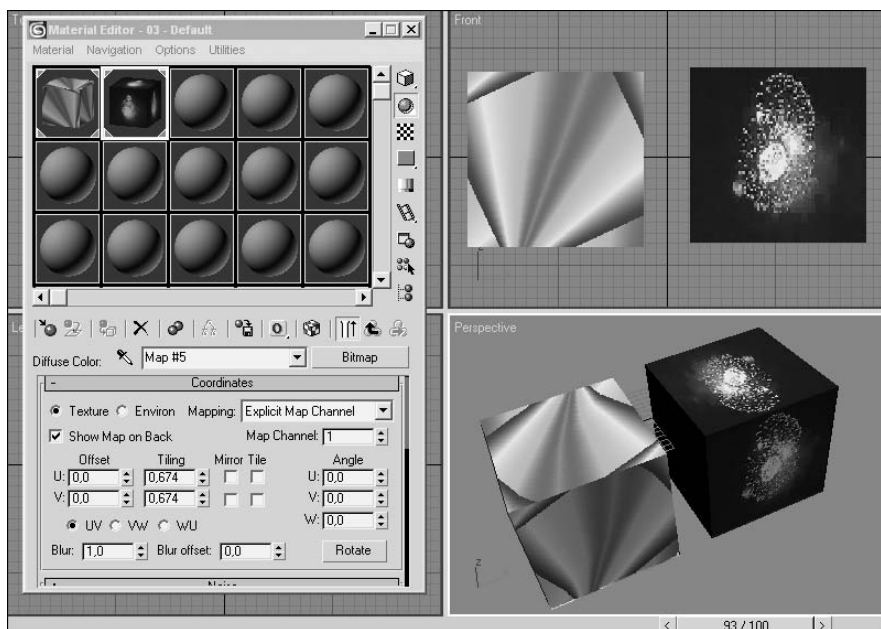 Material Editor - 03 - Default
Material Navigation Options Utilities
Diffuse Color: Map #5 Bitmap
- Coordinates
Texture Environ Mapping: Explicit Map Channel
Show Map on Back Map Channel: 1
Offset Tiling Mirror Tile Angle
U: 0,0 0,674 U: 0,0
V: 0,0 0,674 V: 0,0
UV VW WU W: 0,0
Blur: 1,0 Blur offset: 0,0 Rotate
Front
Perspective
z
93 / 100